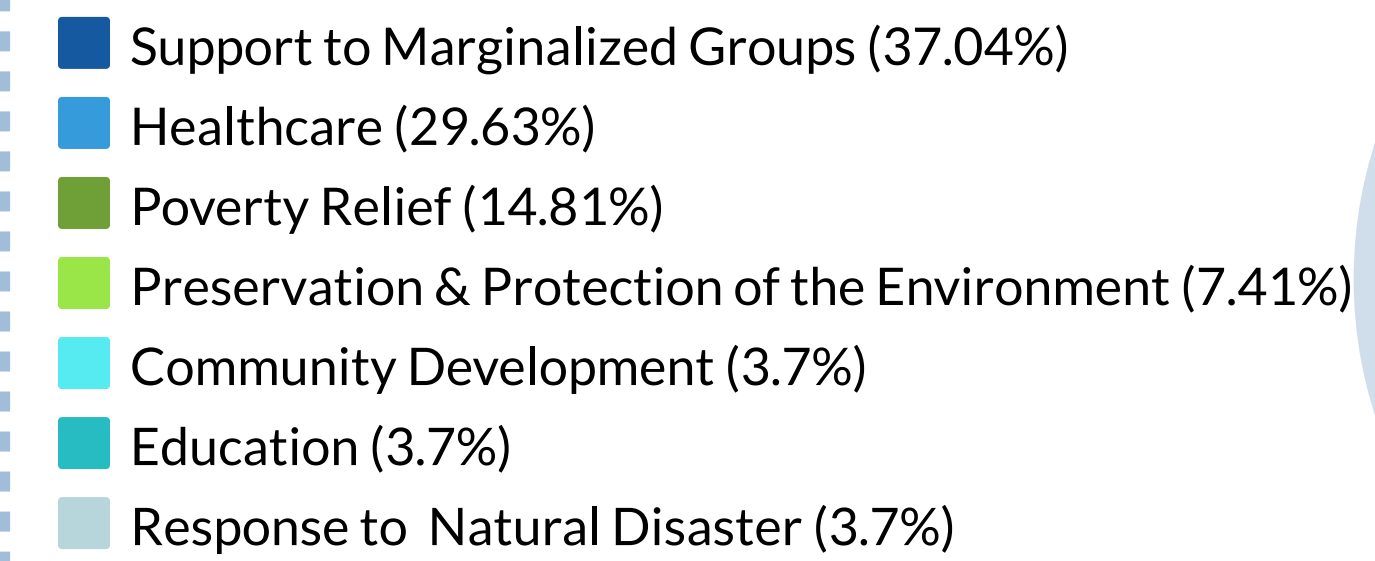 Support to Marginalized Groups (37.04%)
Healthcare (29.63%)
Poverty Relief (14.81%)
Preservation & Protection of the Environment (7.41%)
Community Development (3.7%)
Education (3.7%)
Response to  Natural Disaster (3.7%)